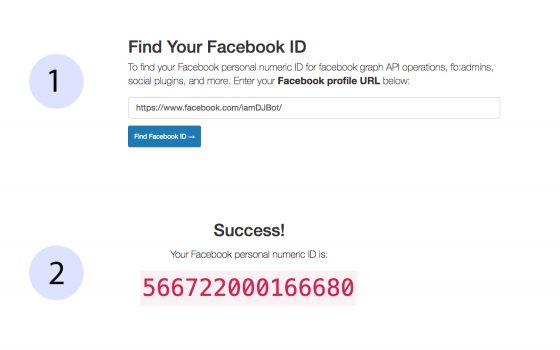 1
Find Your Facebook ID
To find your Facebook personal numeric ID for facebook graph API operations, fb:admins,
social plugins, and more. Enter your Facebook profile URL below:
https://www.facebook.com/iamDJBot/
Find Facebook ID →
2
Success!
Your Facebook personal numeric ID is:
566722000166680